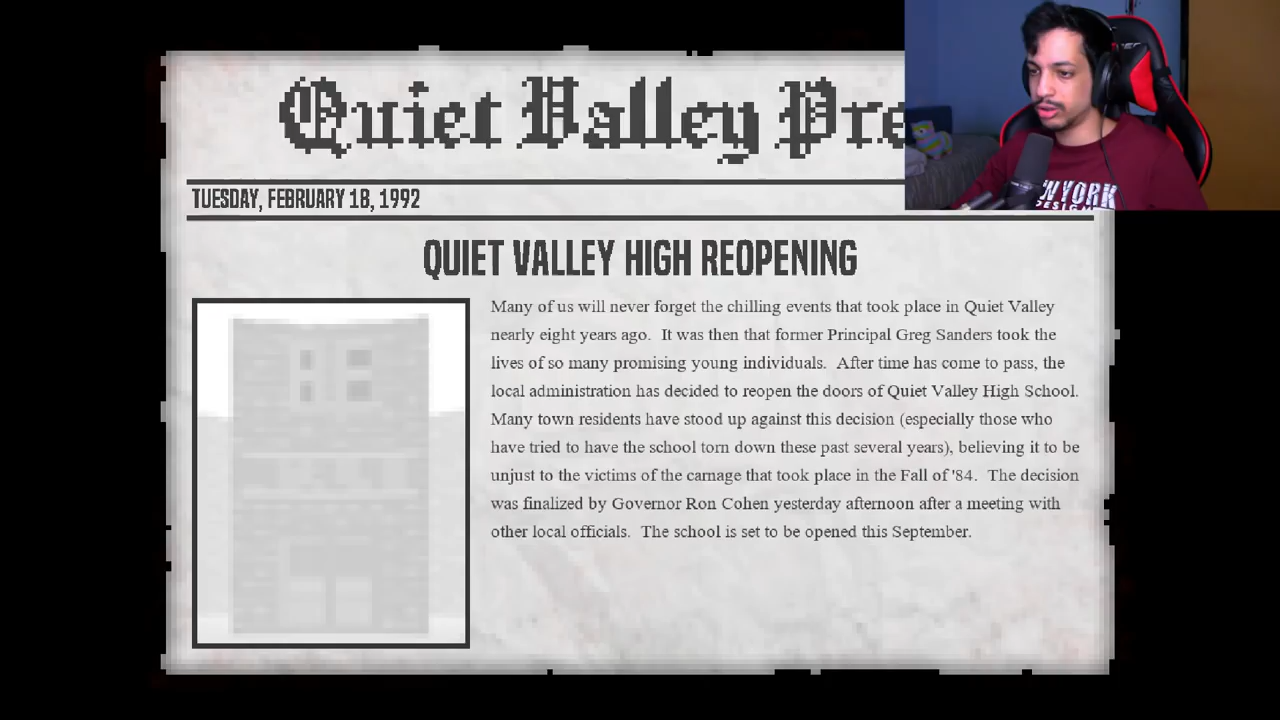 Quiet Valley Pre
TUESDAY, FEBRUARY 18, 1992
QUIET VALLEY HIGH REOPENING
Many of us will never forget the chilling events that took place in Quiet Valley
nearly eight years ago. It was then that former Principal Greg Sanders took the
lives of so many promising young individuals. After time has come to pass, the
local administration has decided to reopen the doors of Quiet Valley High School.
Many town residents have stood up against this decision (especially those who
have tried to have the school torn down these past several years), believing it to be
unjust to the victims of the carnage that took place in the Fall of '84. The decision
was finalized by Governor Ron Cohen yesterday afternoon after a meeting with
other local officials. The school is set to be opened this September.
YORK
DESIGN